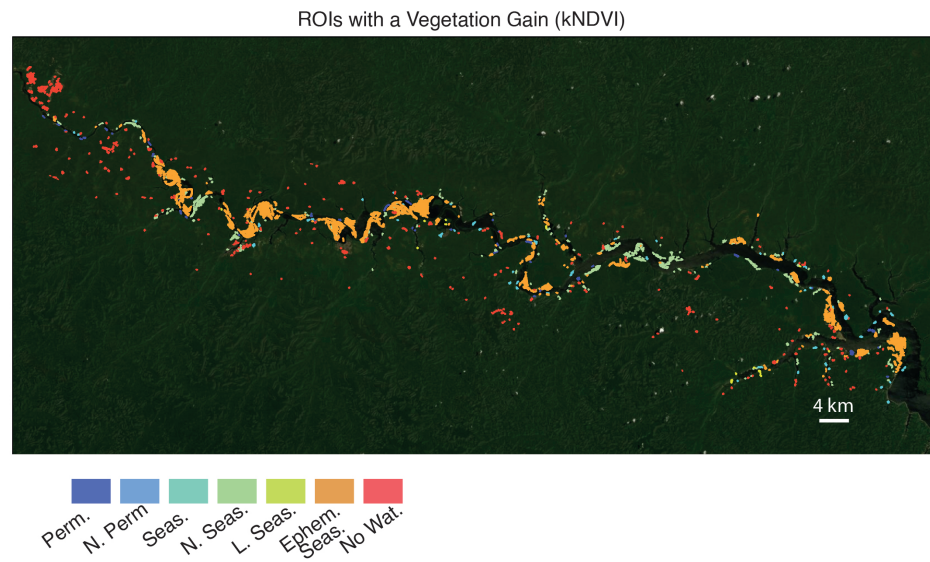 ROIs with a Vegetation Gain (kNDVI)
4 km
Perm.
N. Perm
Seas.
N. Seas.
L. Seas.
Ephem.
Seas.
No Wat.